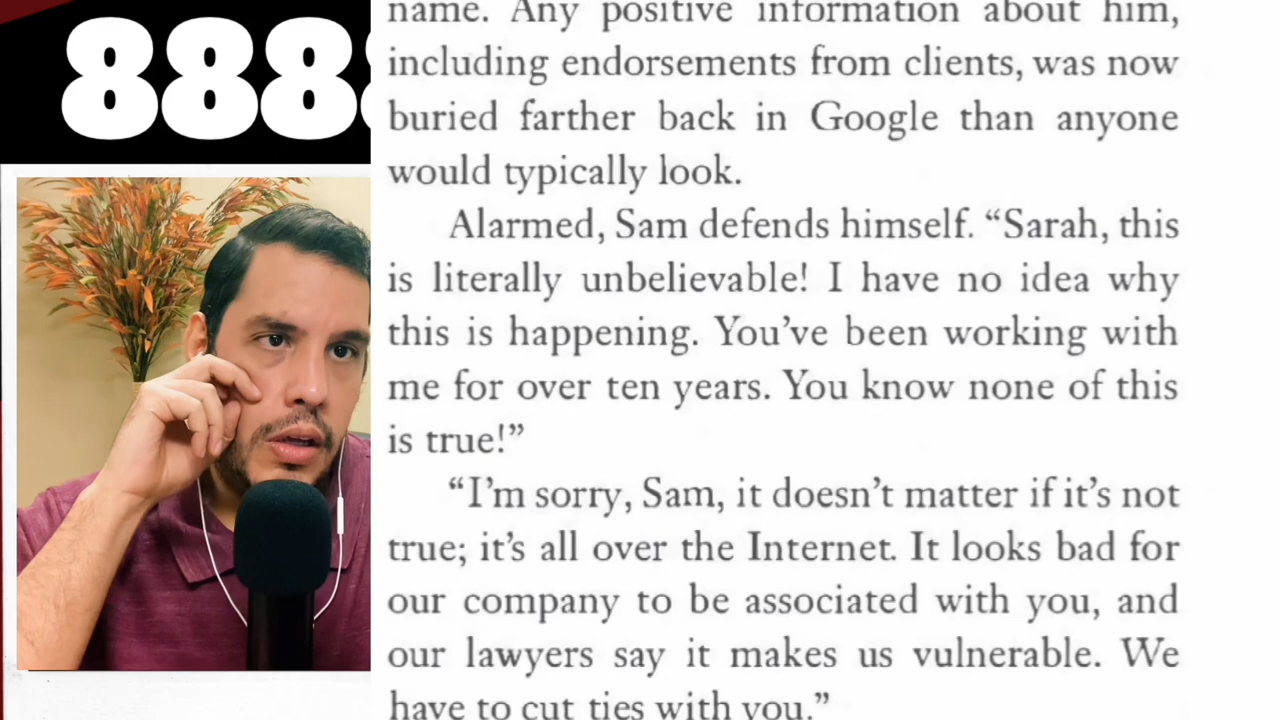 888
name. Any positive information about him,
including endorsements from clients, was now
buried farther back in Google than anyone
would typically look.
Alarmed, Sam defends himself. “Sarah, this
is literally unbelievable! I have no idea why
this is happening. You’ve been working with
me for over ten years. You know none of this
is true!”
“I’m sorry, Sam, it doesn’t matter if it’s not
true; it’s all over the Internet. It looks bad for
our company to be associated with you, and
our lawyers say it makes us vulnerable. We
have to cut ties with you.”